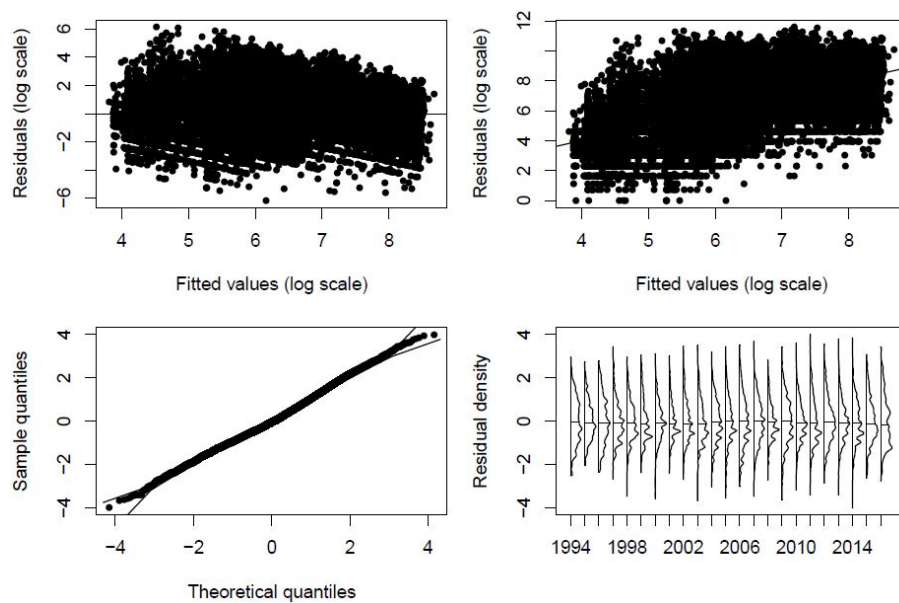 Residuals (log scale)
6
4
2
0
−2
−6
4 5 6 7 8
Fitted values (log scale)
Residuals (log scale)
12
8
6
4
2
0
4 5 6 7 8
Fitted values (log scale)
Sample quantiles
4
2
0
−2
−4
−4 −2 0 2 4
Theoretical quantiles
Residual density
4
2
0
−2
−4
1994 1998 2002 2006 2010 2014